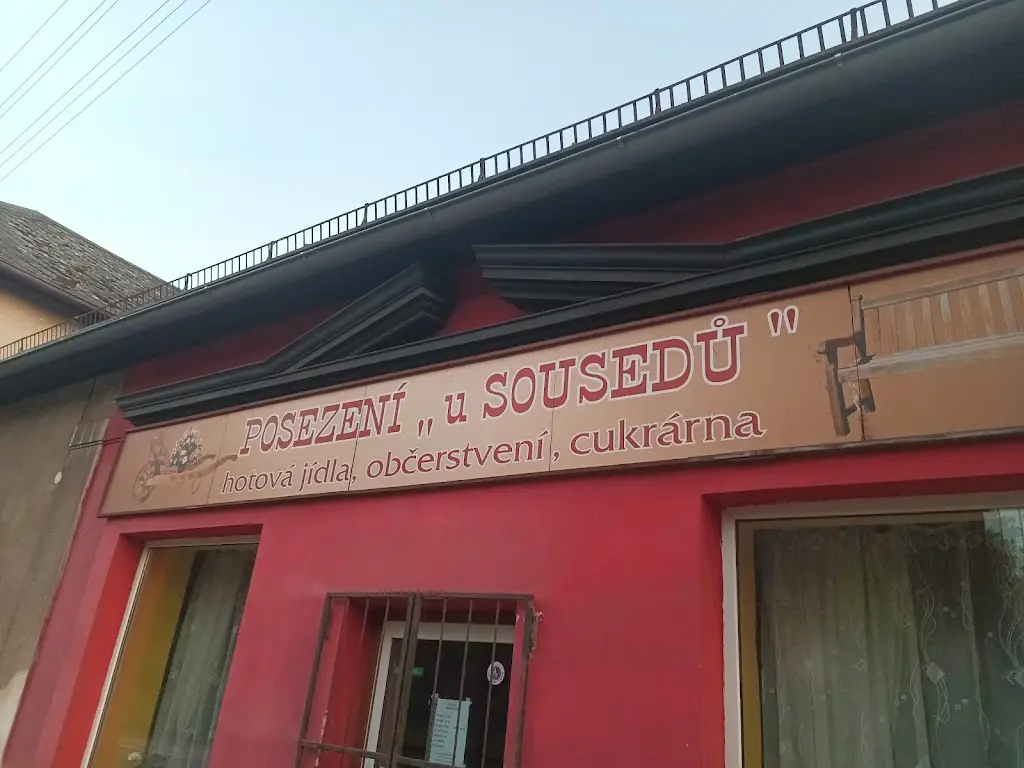 POSEZENÍ „u SOUSEDŮ"
hotová jídla, občerstvení, cukrárna